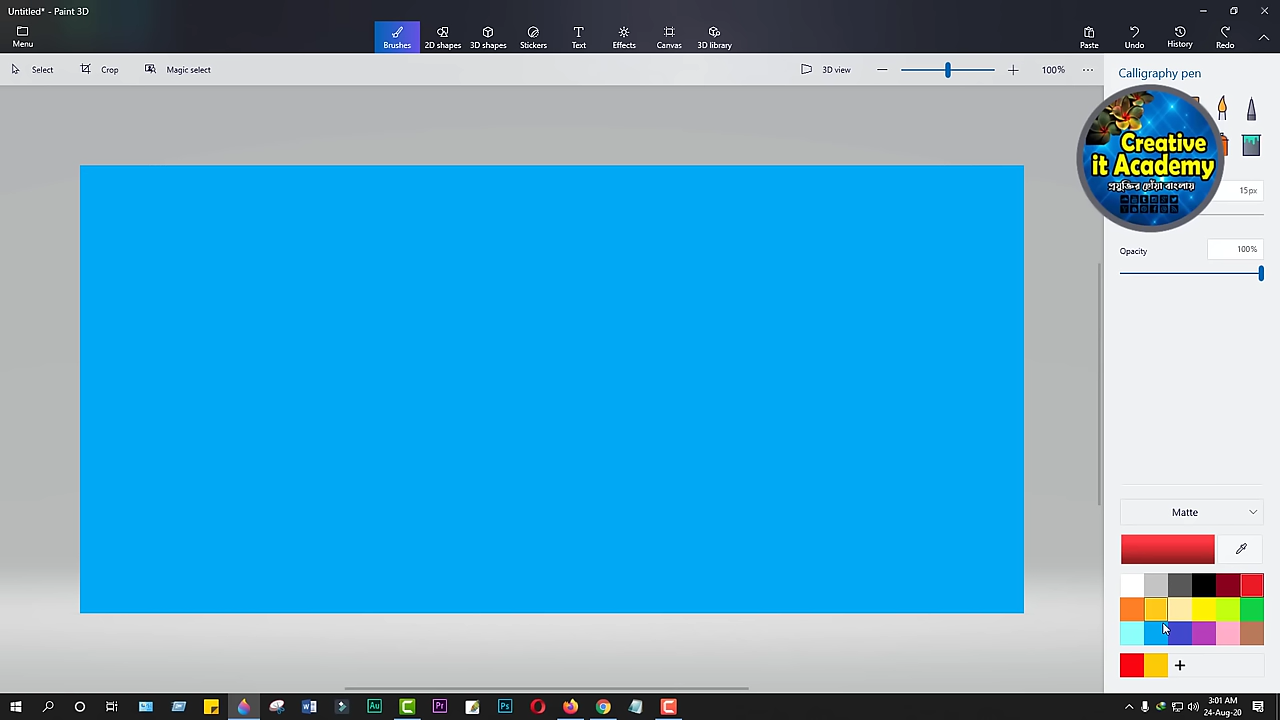 Untitled* - Paint 3D
Menu
Brushes
2D shapes
3D shapes
Stickers
Text
Effects
Canvas
3D library
Paste
Undo
History
Redo
Select
Crop
Magic select
3D view
100%
Calligraphy pen
Creative
it Academy
প্রযুক্তির ছোঁয়া বাংলায়
15px
Opacity
100%
Matte
3:01 AM
24-Aug-20